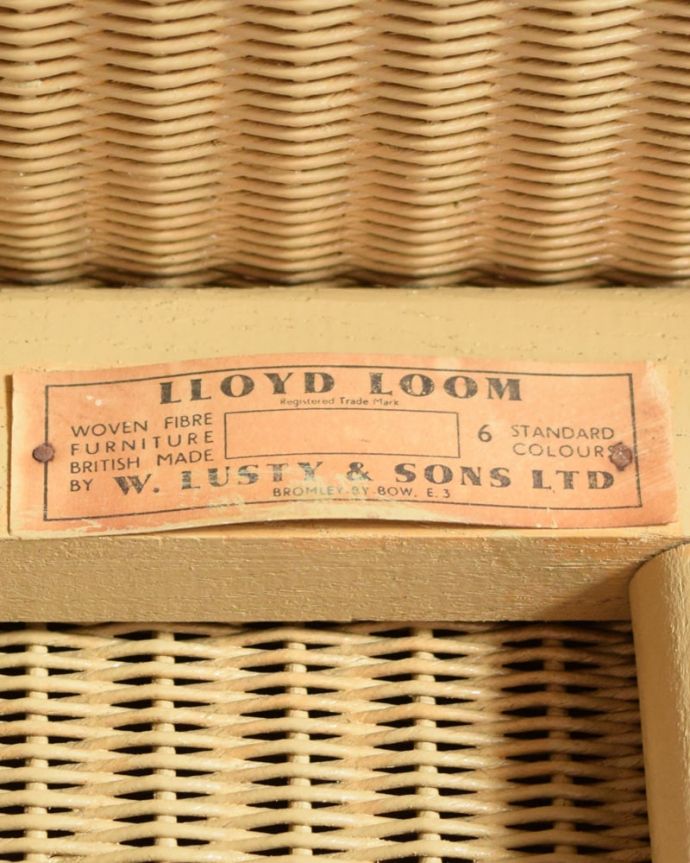 LLOYD LOOM
Registered Trade Mark
WOVEN FIBRE
FURNITURE
BRITISH MADE
BY W. LUSTY & SONS LTD
BROMLEY-BY-BOW, E.3
6 STANDARD
COLOURS